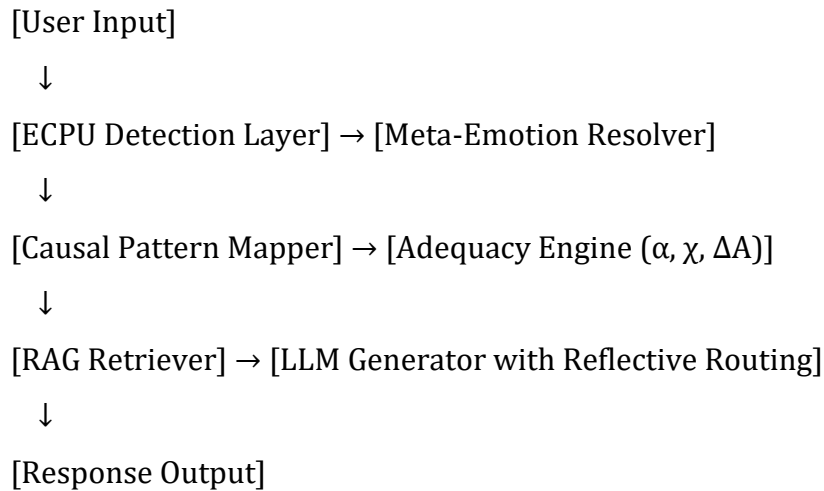 [User Input]
↓
[ECPU Detection Layer] → [Meta-Emotion Resolver]
↓
[Causal Pattern Mapper] → [Adequacy Engine (α, χ, ΔA)]
↓
[RAG Retriever] → [LLM Generator with Reflective Routing]
↓
[Response Output]